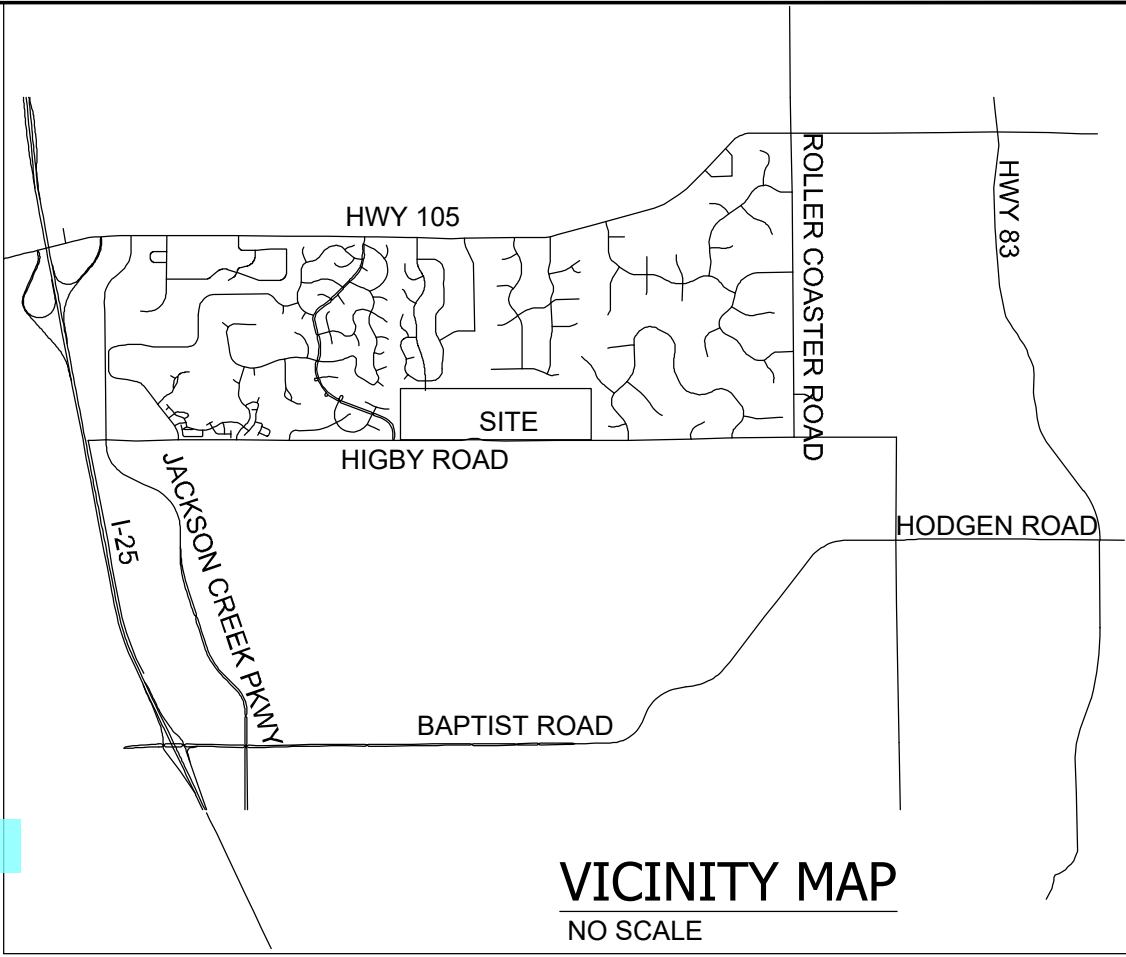 HWY 105
ROLLER COASTER ROAD
HWY 83
SITE
HIGBY ROAD
I-25
JACKSON CREEK PKWY
HODGEN ROAD
BAPTIST ROAD
VICINITY MAP
NO SCALE